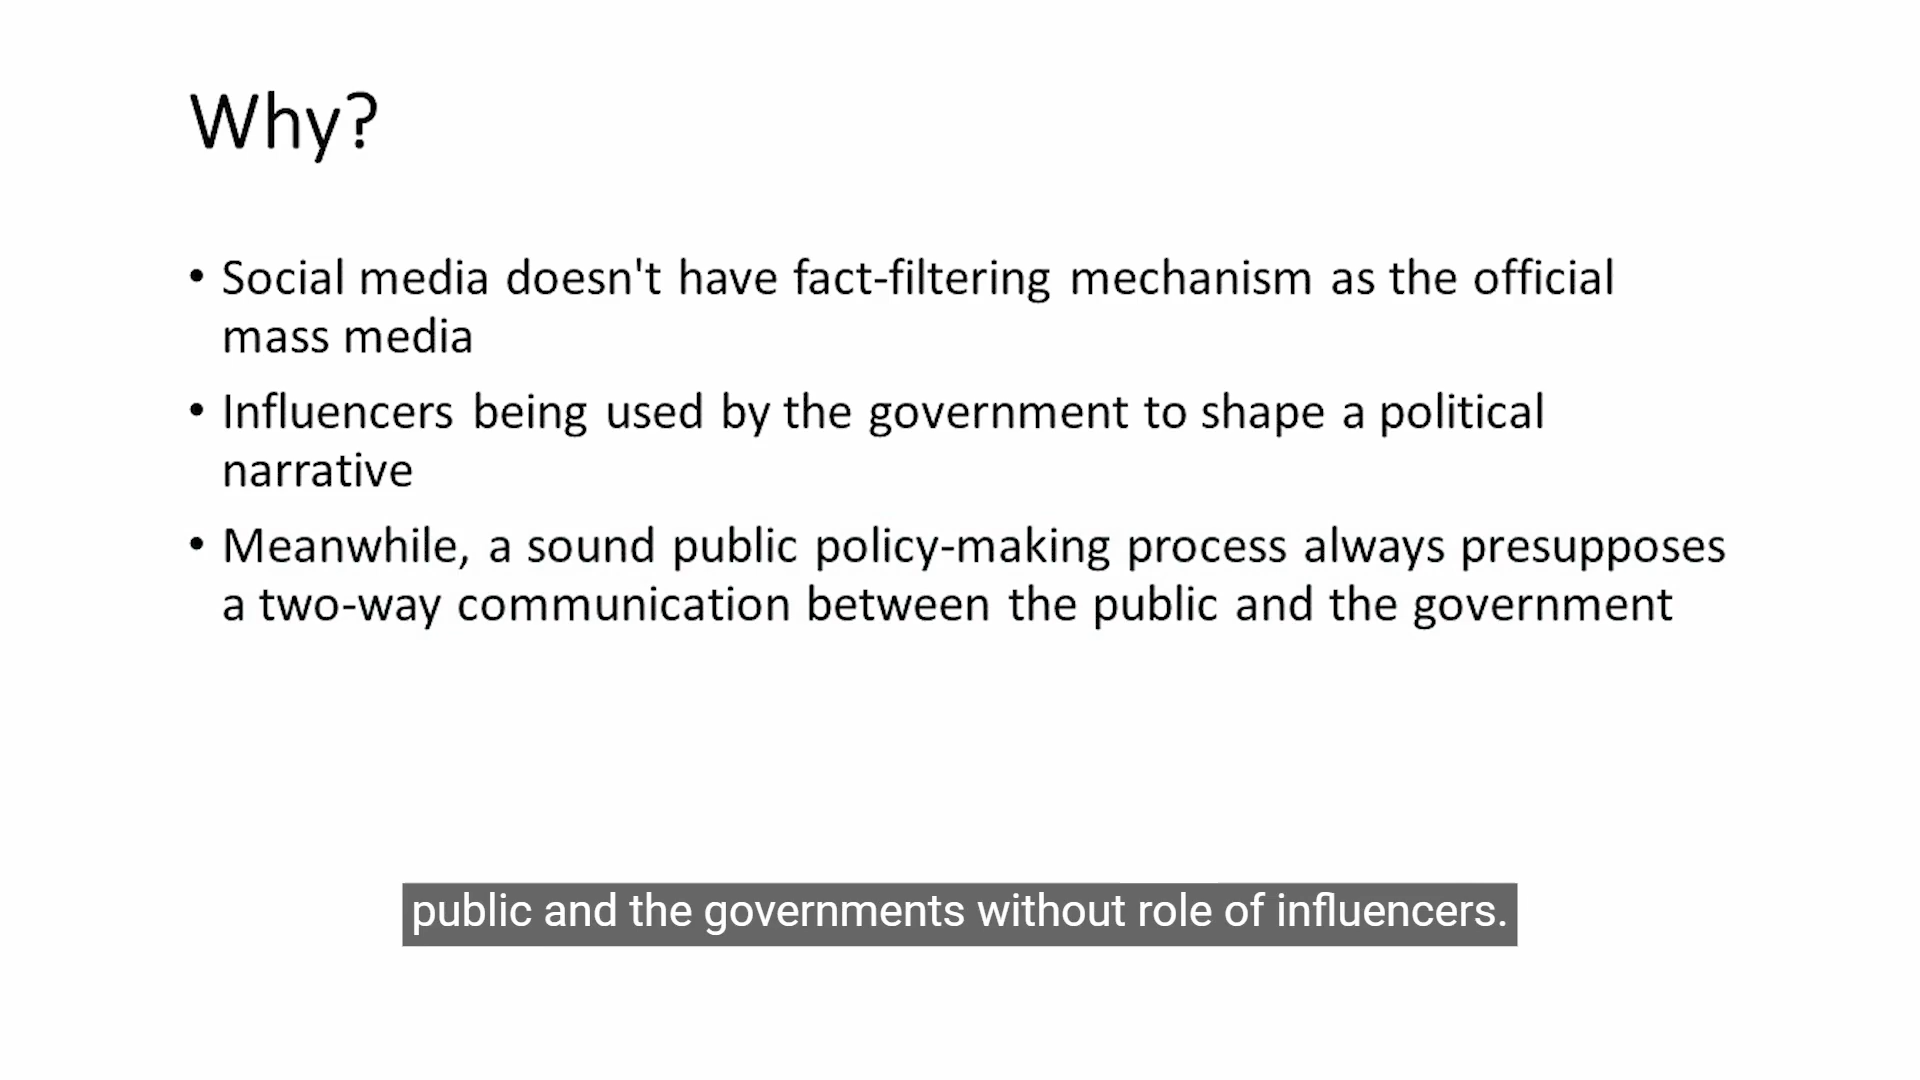 Why?
• Social media doesn't have fact-filtering mechanism as the official
mass media
• Influencers being used by the government to shape a political
narrative
• Meanwhile, a sound public policy-making process always presupposes
a two-way communication between the public and the government
public and the governments without role of influencers.